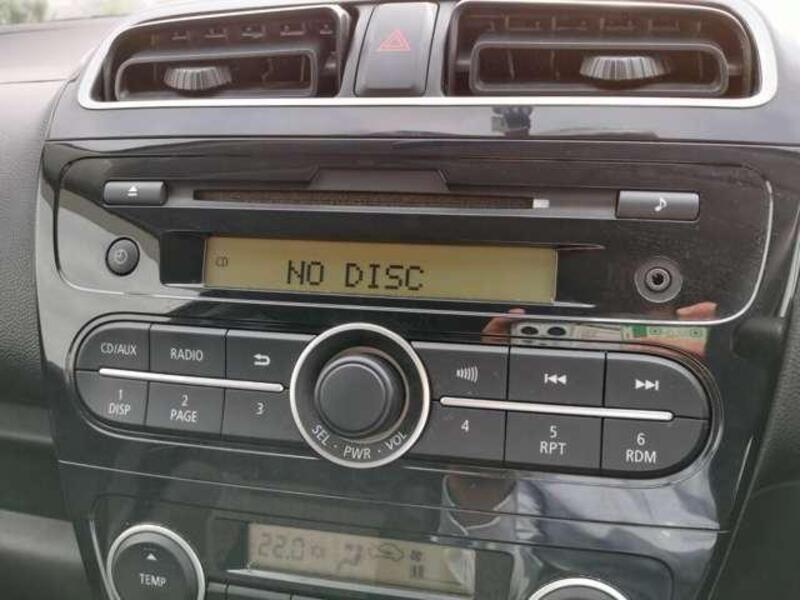 CD
NO DISC
CD/AUX RADIO
1 DISP 2 PAGE 3
SEL · PWR · VOL
4 5 RPT 6 RDM
22.0
TEMP